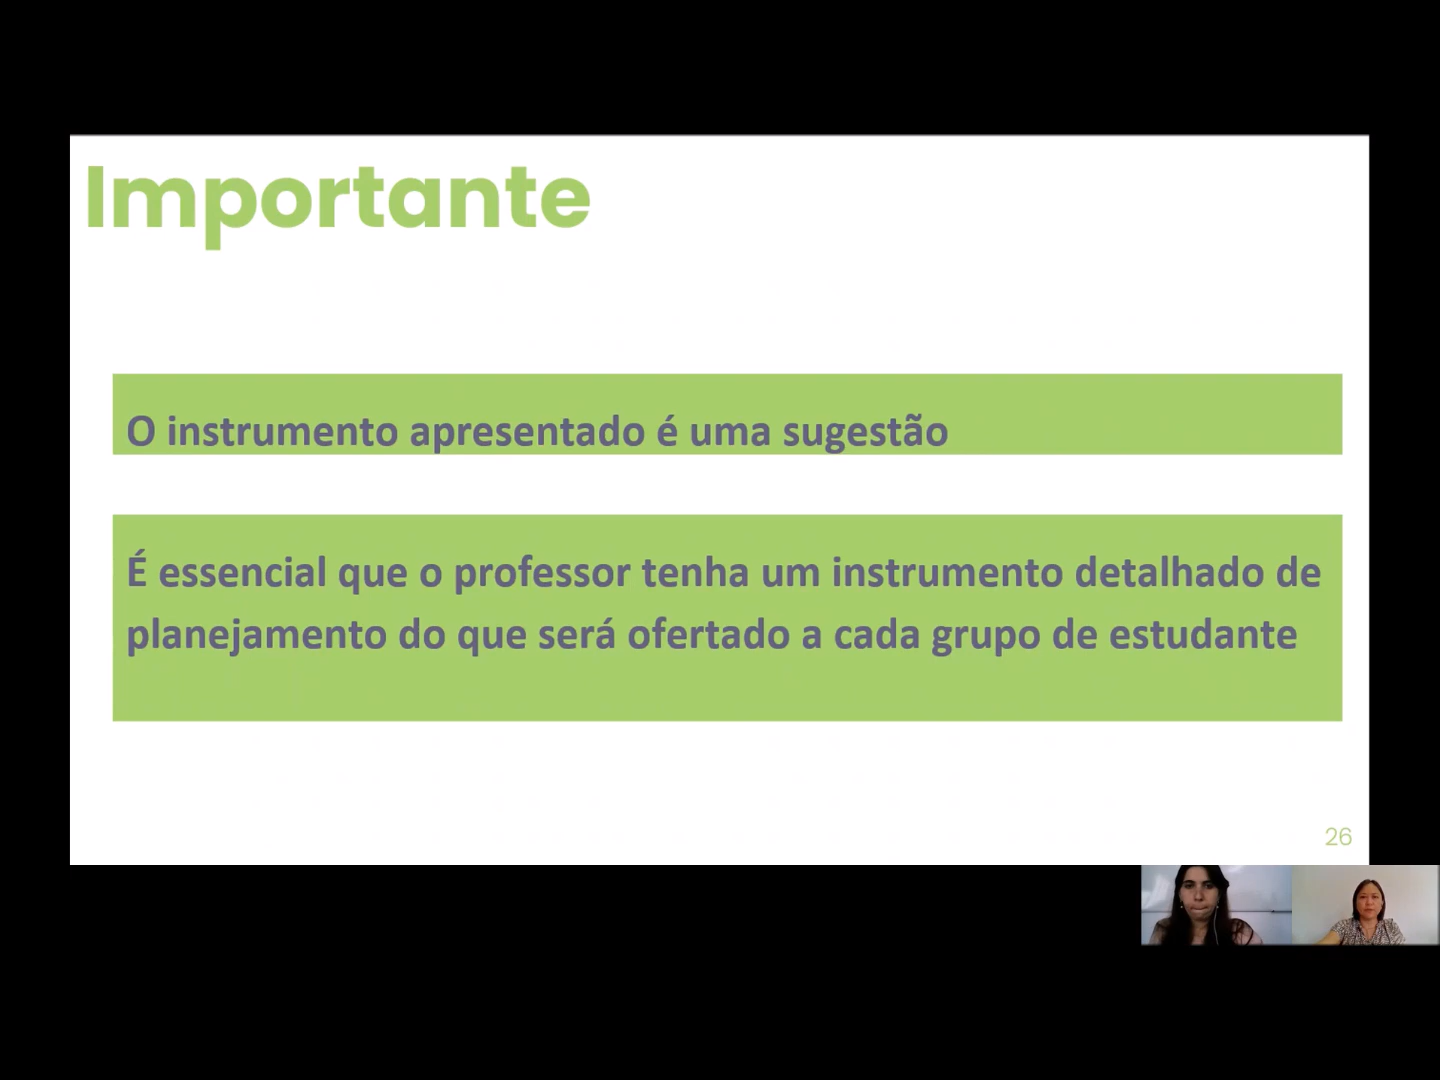 Importante
O instrumento apresentado é uma sugestão
É essencial que o professor tenha um instrumento detalhado de
planejamento do que será ofertado a cada grupo de estudante
26